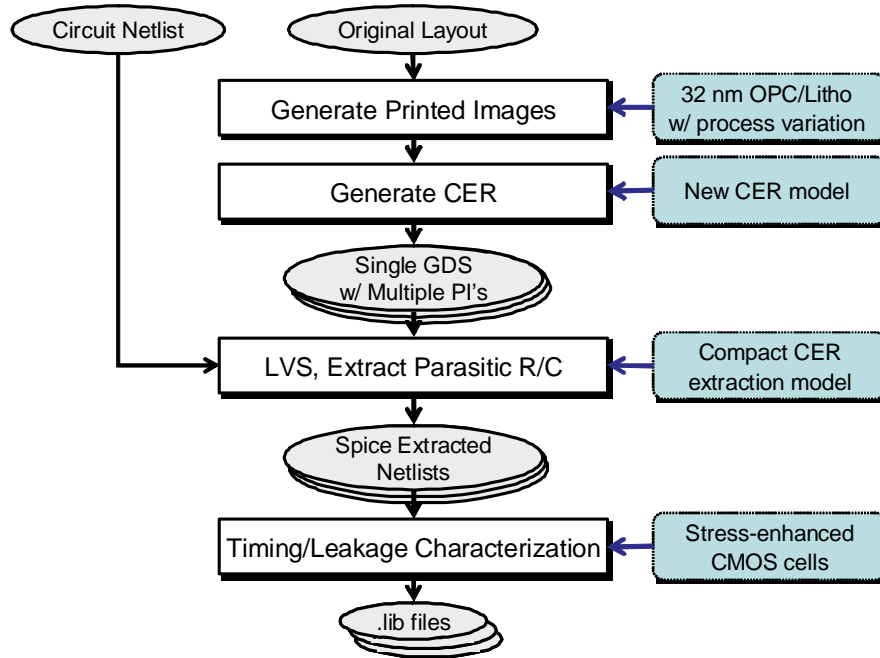 Circuit Netlist
Original Layout
Generate Printed Images
32 nm OPC/Litho
w/ process variation
Generate CER
New CER model
Single GDS
w/ Multiple PI's
LVS, Extract Parasitic R/C
Compact CER
extraction model
Spice Extracted
Netlists
Timing/Leakage Characterization
Stress-enhanced
CMOS cells
.lib files